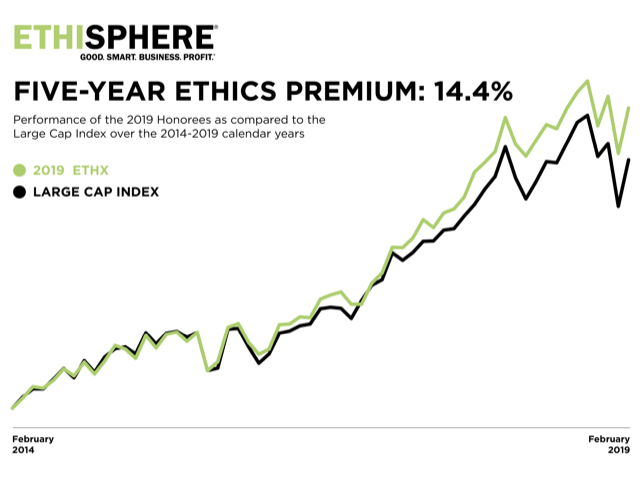 ETHISPHERE®
GOOD. SMART. BUSINESS. PROFIT.®
FIVE-YEAR ETHICS PREMIUM: 14.4%
Performance of the 2019 Honorees as compared to the
Large Cap Index over the 2014-2019 calendar years
2019 ETHX
LARGE CAP INDEX
February
2014
February
2019